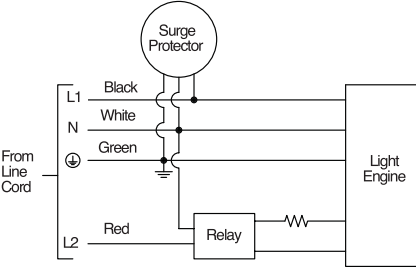 Surge
Protector
L1
Black
N
White
Green
From
Line
Cord
Light
Engine
L2
Red
Relay